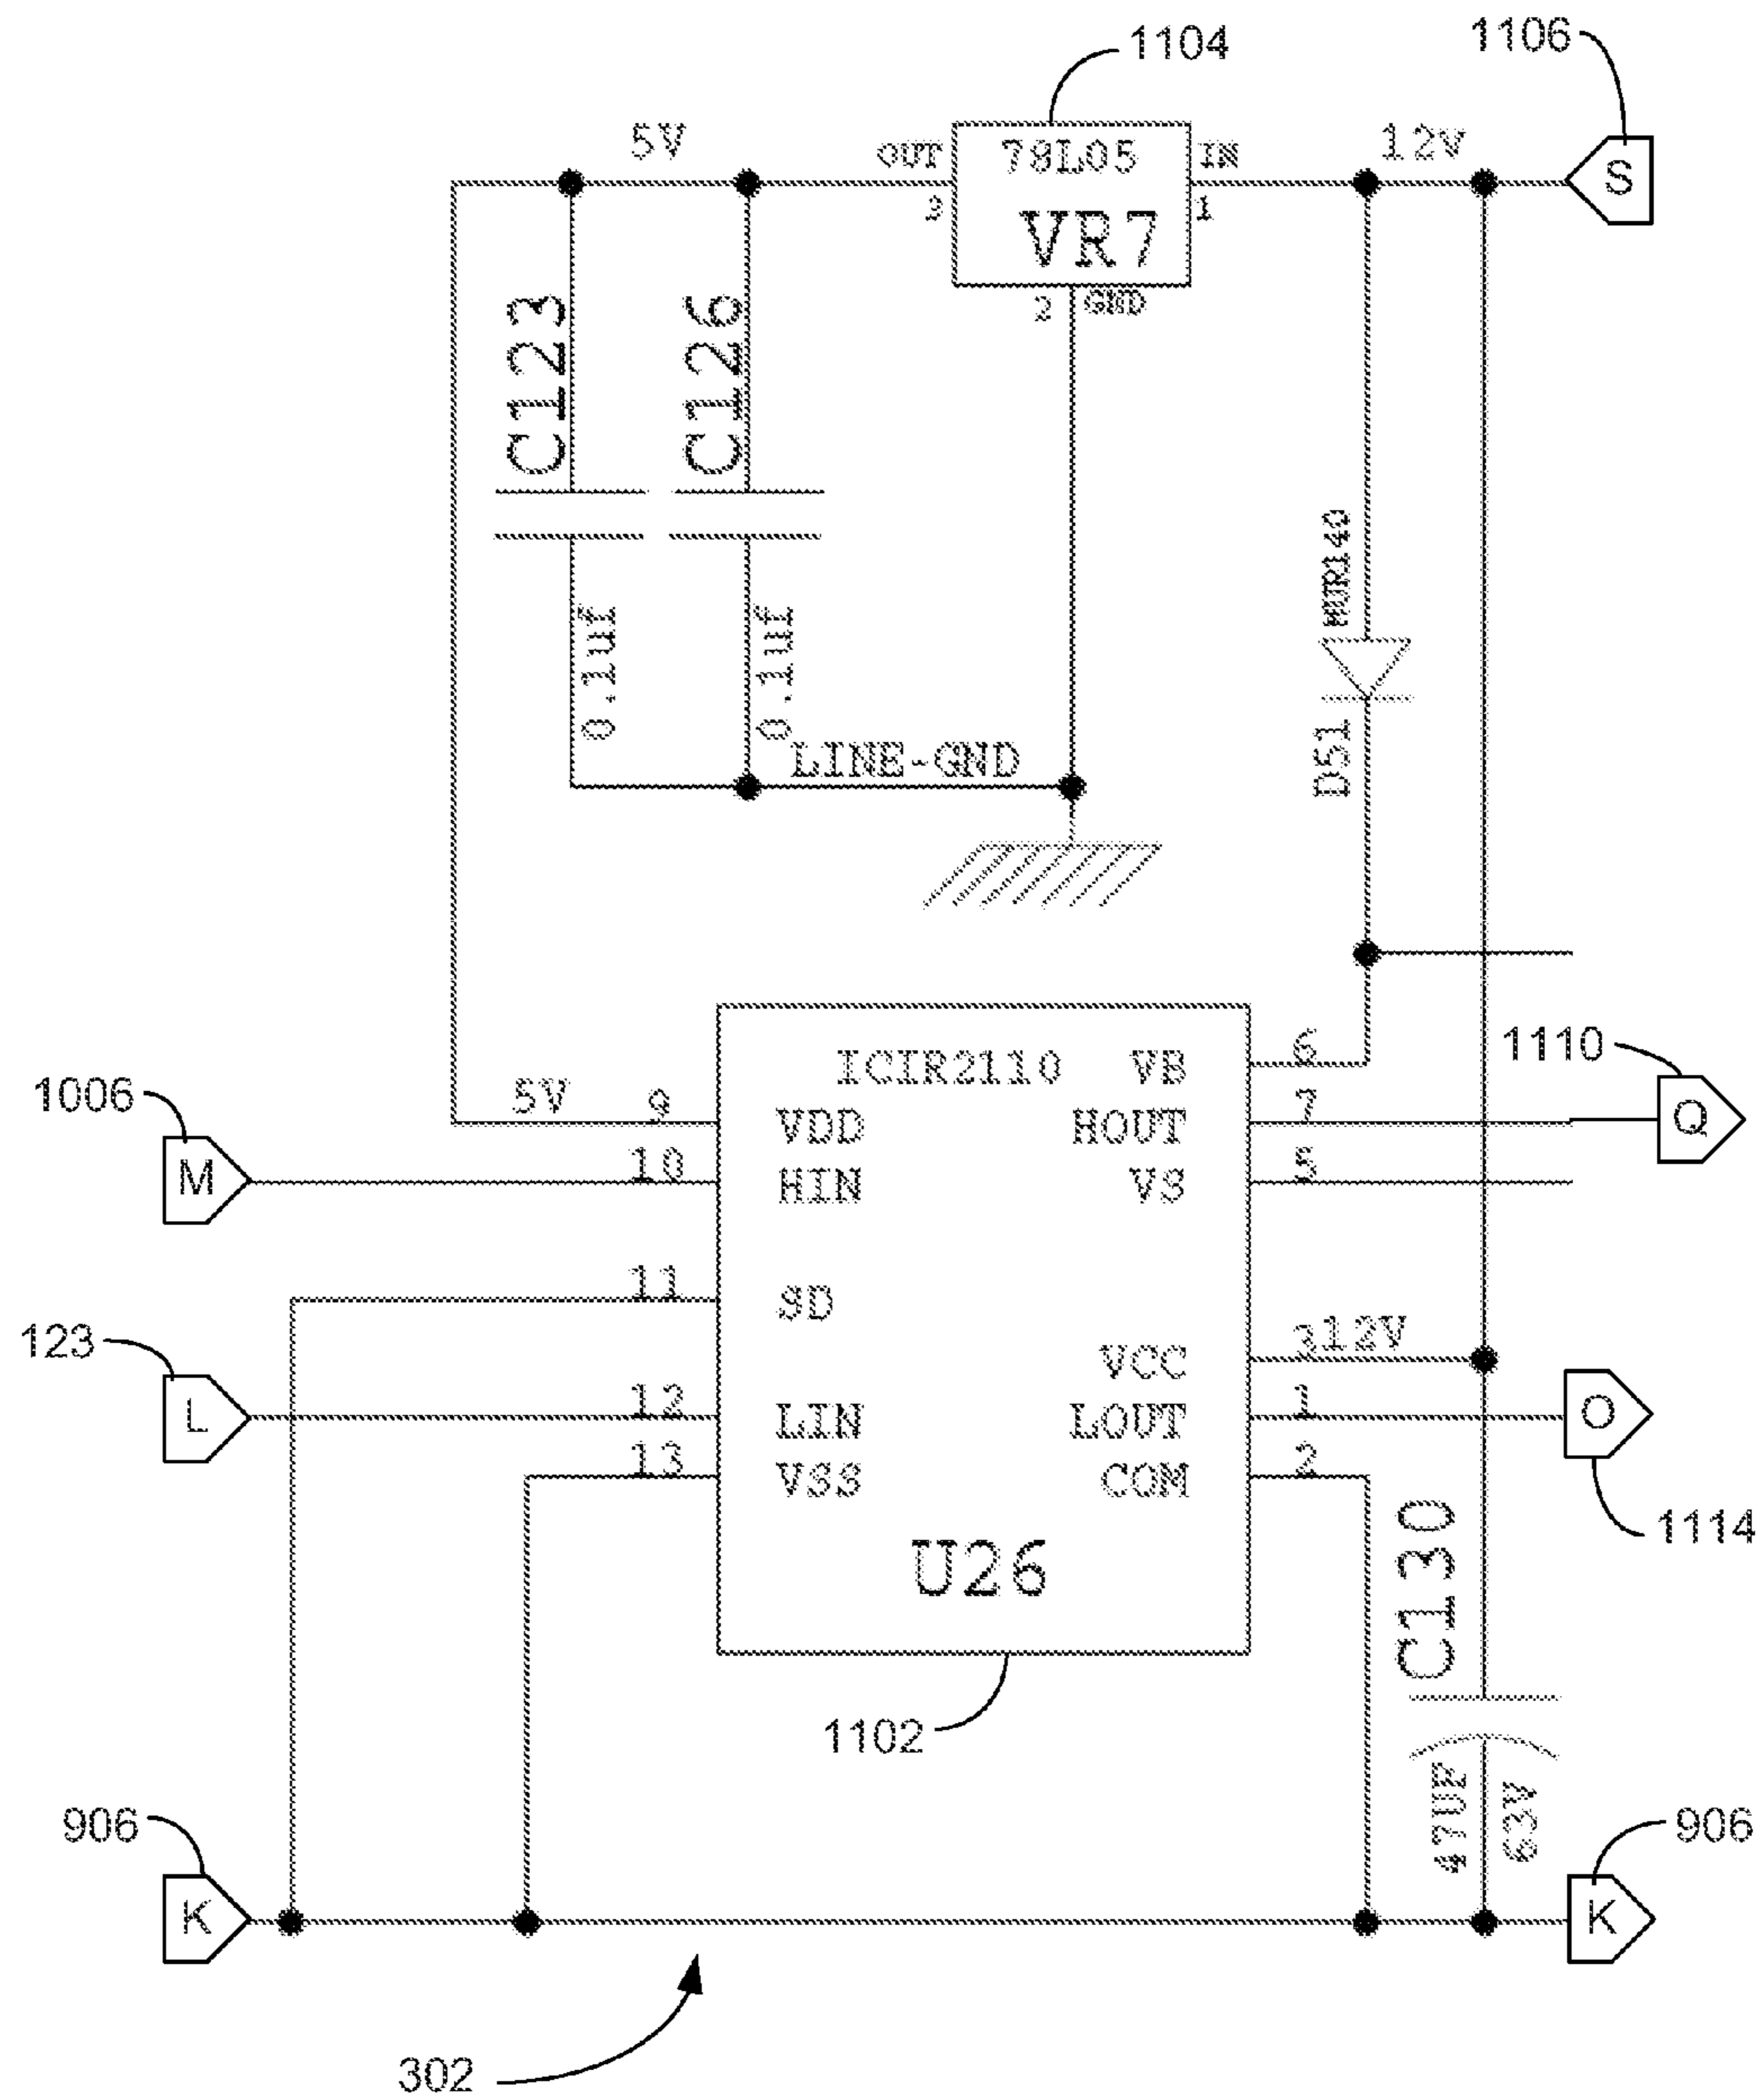 1104
1106
5V
OUT
78L05
IN
12V
S
3
VR7
1
2
GND
C123
C126
MUR140
0.1uf
0.1uf
D51
LINE-GND
1110
ICIR2110
VB
6
1006
5V
9
VDD
HOUT
7
Q
M
10
HIN
VS
5
11
SD
123
VCC
3
12V
L
12
LIN
LOUT
1
O
13
VSS
COM
2
C130
1114
U26
1102
47UF
63V
906
906
K
K
302